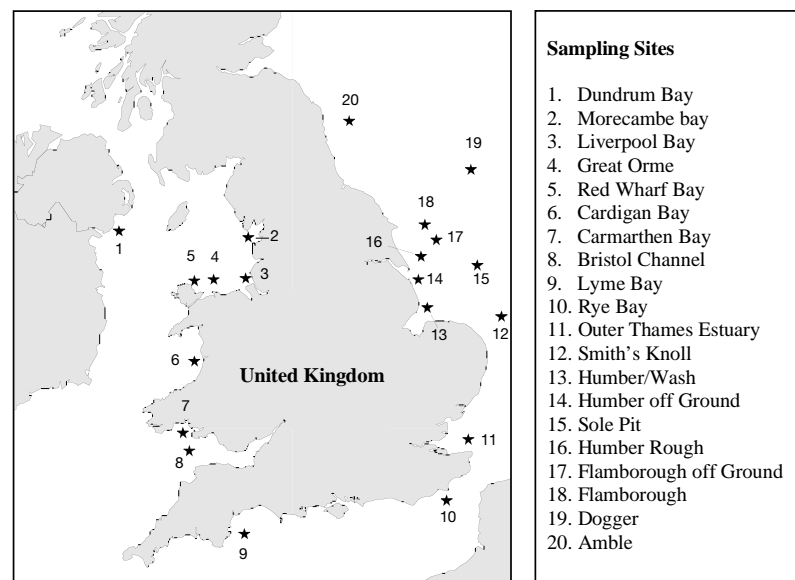 20
19
18
17
16
1
2
5
4
3
15
14
12
13
6
United Kingdom
7
11
8
10
9
Sampling Sites
1. Dundrum Bay
2. Morecambe bay
3. Liverpool Bay
4. Great Orme
5. Red Wharf Bay
6. Cardigan Bay
7. Carmarthen Bay
8. Bristol Channel
9. Lyme Bay
10. Rye Bay
11. Outer Thames Estuary
12. Smith's Knoll
13. Humber/Wash
14. Humber off Ground
15. Sole Pit
16. Humber Rough
17. Flamborough off Ground
18. Flamborough
19. Dogger
20. Amble